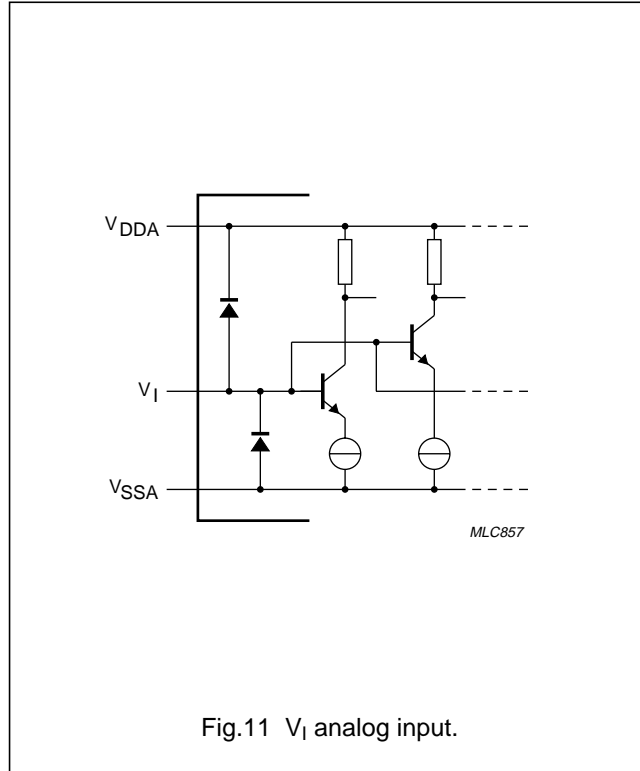 VDDA
VI
VSSA
MLC857
Fig.11 VI analog input.